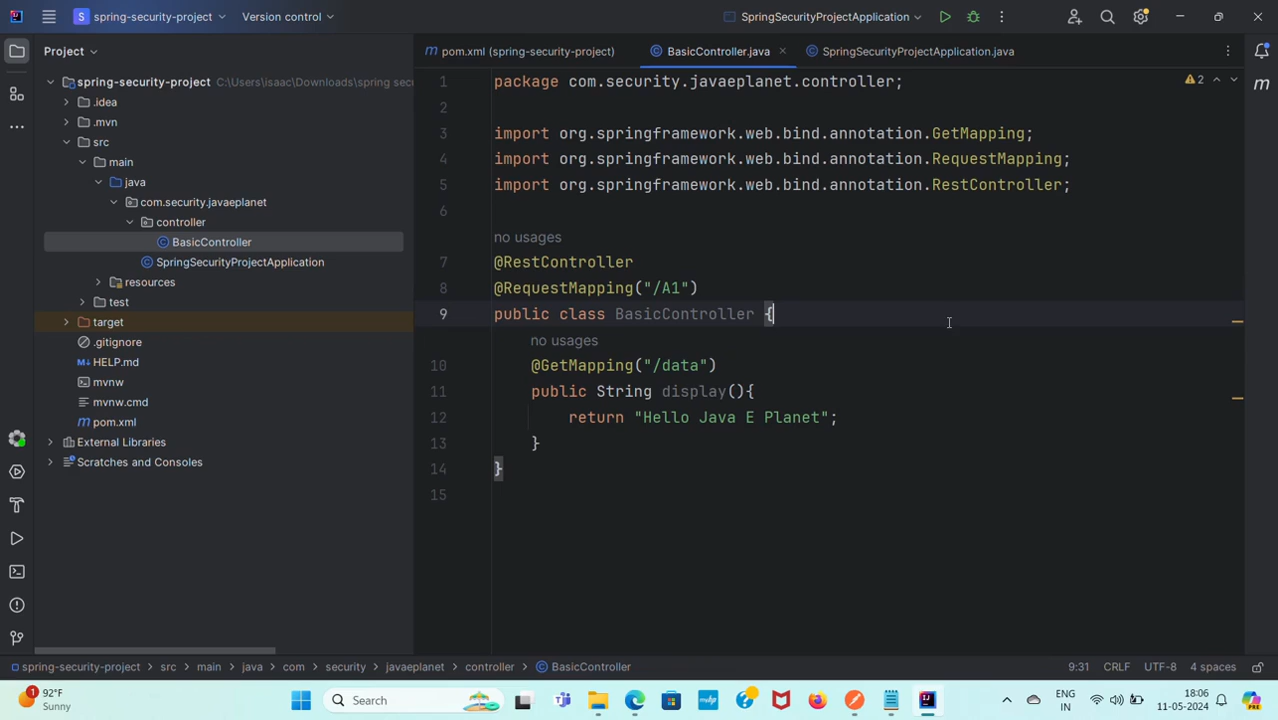 S spring-security-project Version control SpringSecurityProjectApplication
Project
pom.xml (spring-security-project) BasicController.java SpringSecurityProjectApplication.java
spring-security-project C:\Users\isaac\Downloads\spring sec
.idea
.mvn
src
main
java
com.security.javaeplanet
controller
BasicController
SpringSecurityProjectApplication
resources
test
target
.gitignore
HELP.md
mvnw
mvnw.cmd
pom.xml
External Libraries
Scratches and Consoles
1 package com.security.javaeplanet.controller;
2
3 import org.springframework.web.bind.annotation.GetMapping;
4 import org.springframework.web.bind.annotation.RequestMapping;
5 import org.springframework.web.bind.annotation.RestController;
6
no usages
7 @RestController
8 @RequestMapping("/A1")
9 public class BasicController {
no usages
10 @GetMapping("/data")
11 public String display(){
12 return "Hello Java E Planet";
13 }
14 }
15
2
m
spring-security-project > src > main > java > com > security > javaeplanet > controller > BasicController 9:31 CRLF UTF-8 4 spaces
1 92°F
Sunny
Search
ENG
IN
18:06
11-05-2024
PRE